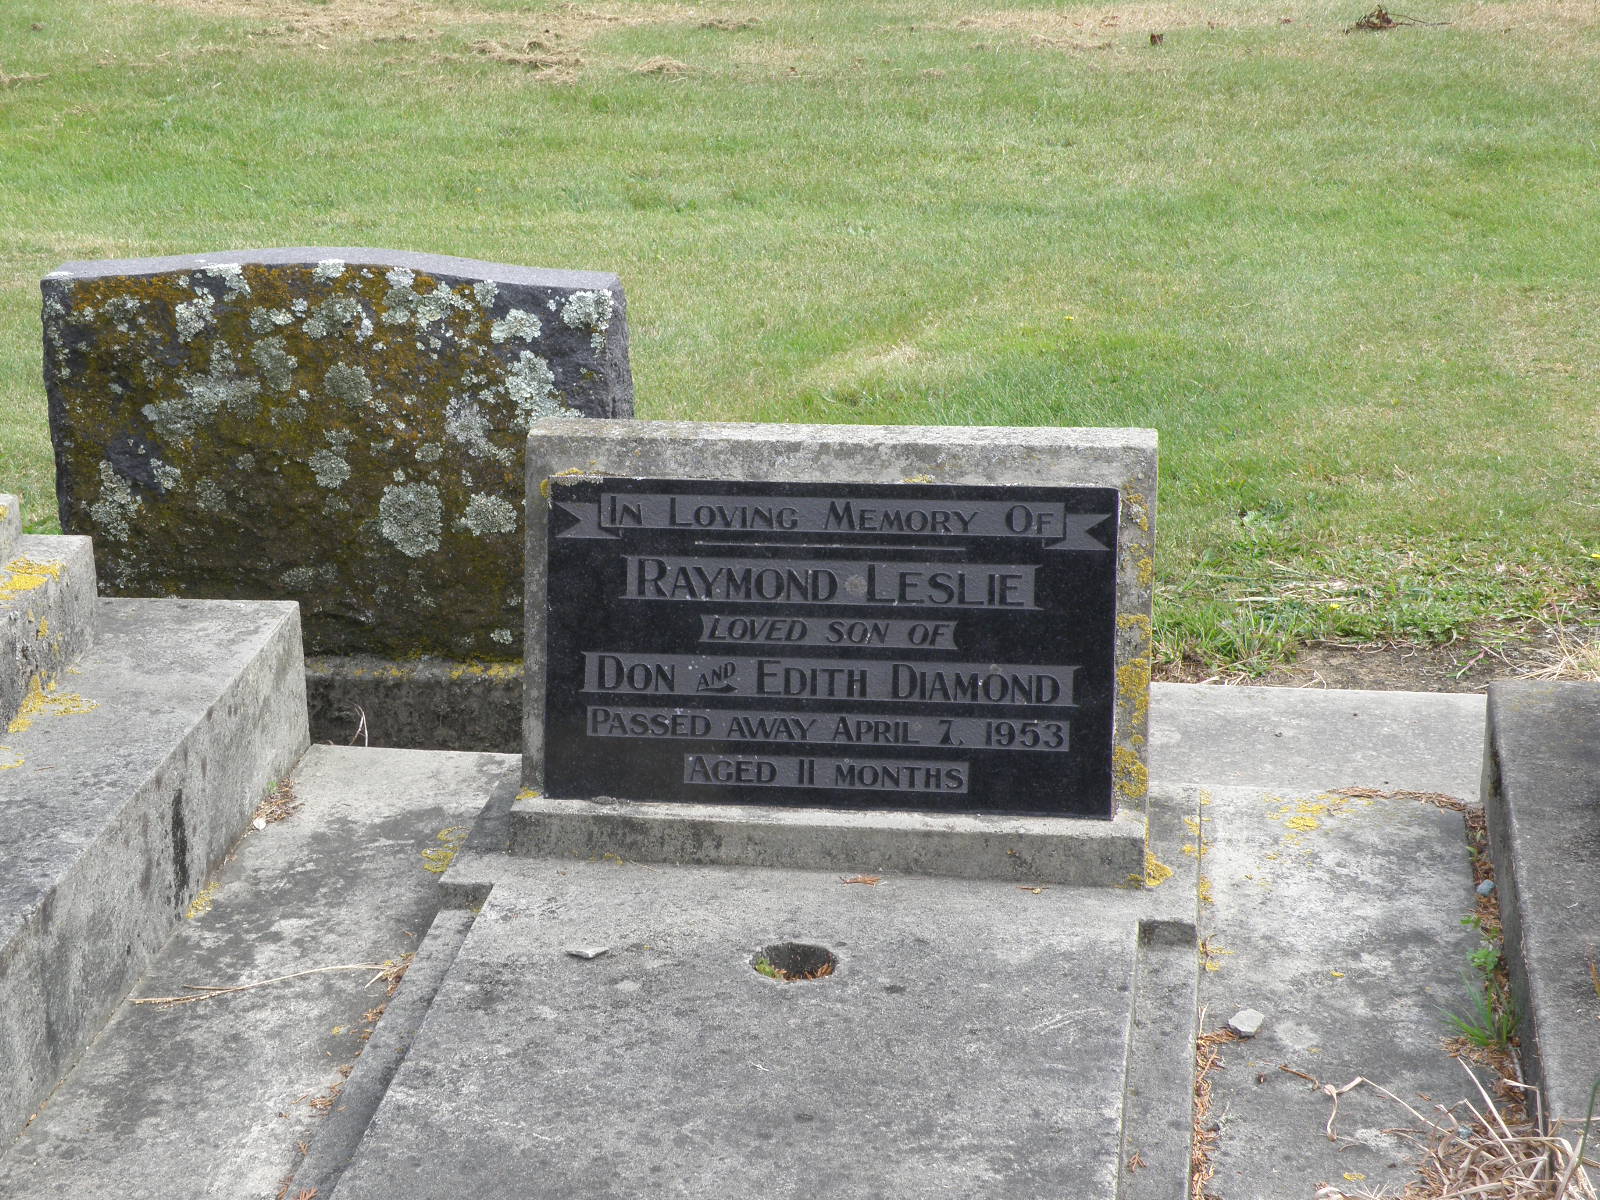 In Loving Memory Of
Raymond Leslie
loved son of
Don and Edith Diamond
Passed away April 7, 1953
Aged 11 months